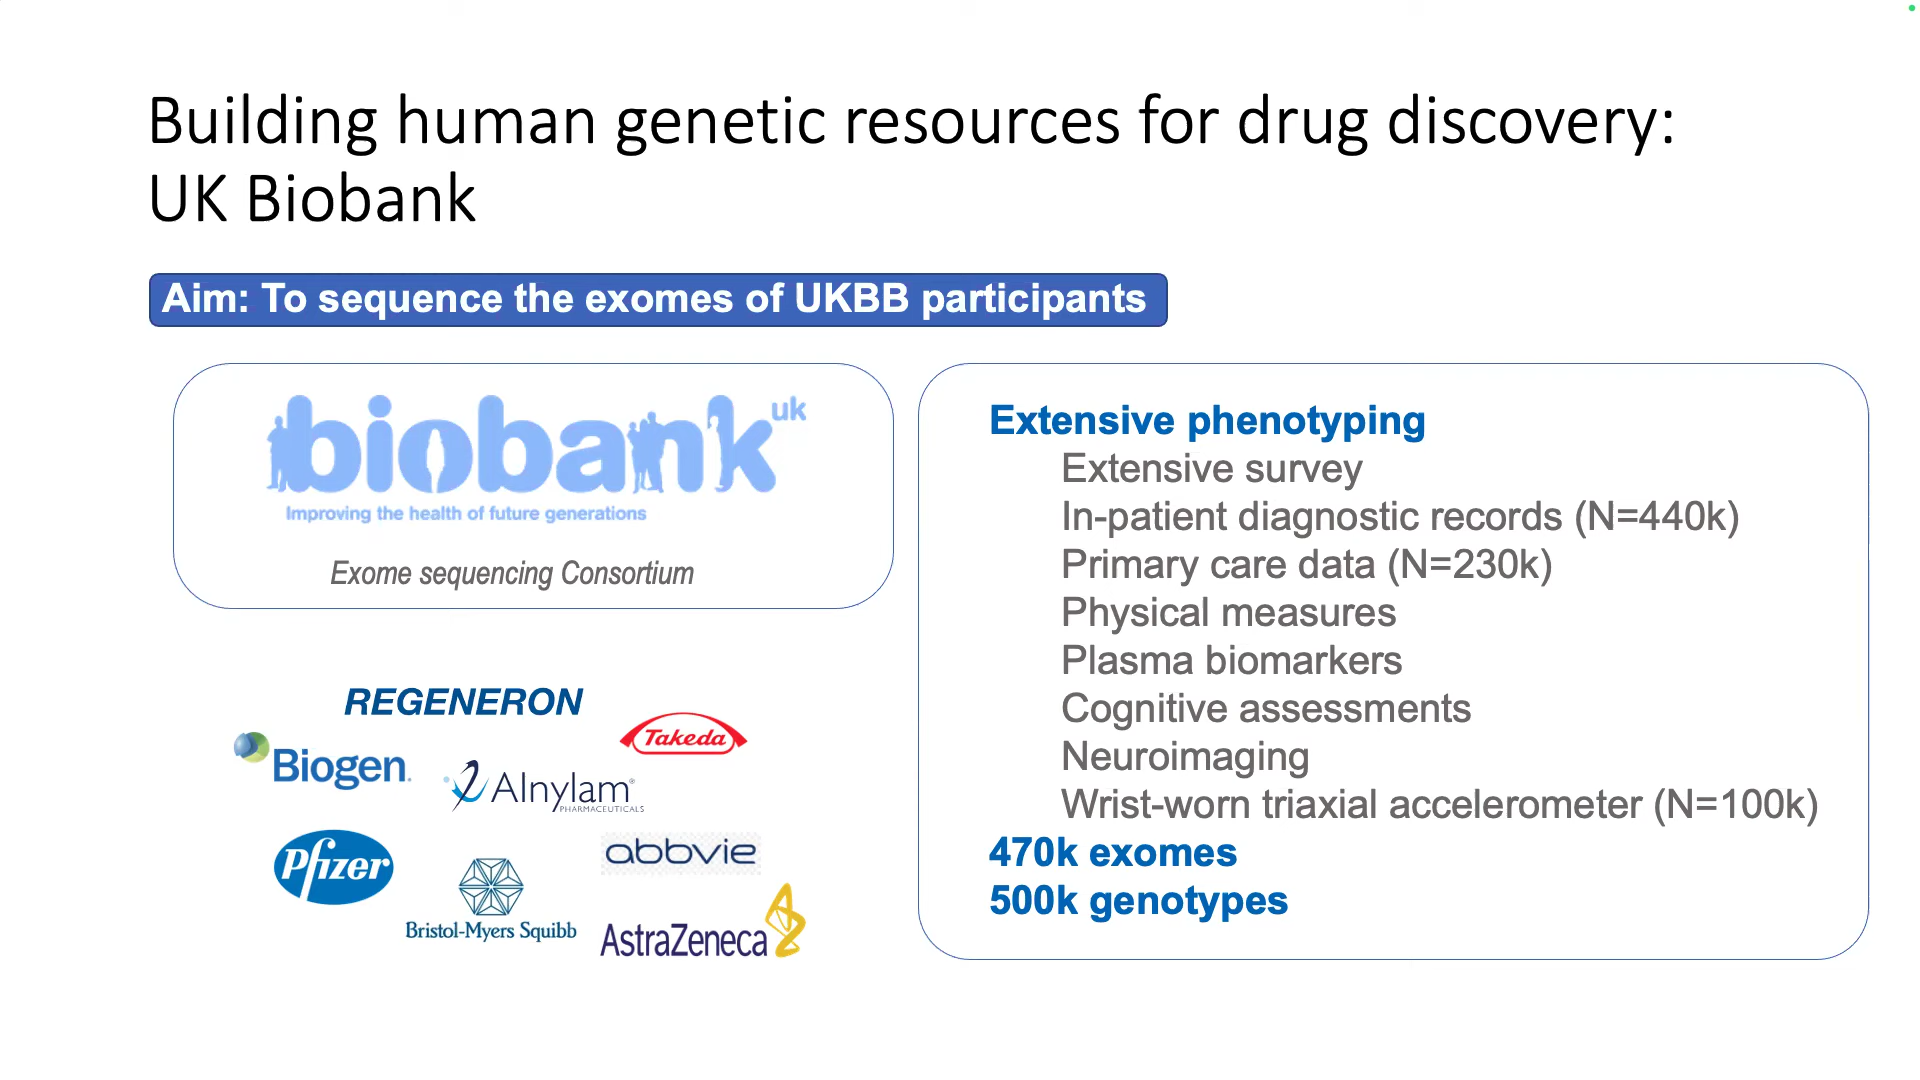 Building human genetic resources for drug discovery:
UK Biobank
Aim: To sequence the exomes of UKBB participants
biobank uk
Improving the health of future generations
Exome sequencing Consortium
REGENERON
Takeda
Biogen.
Alnylam®
PHARMACEUTICALS
Pfizer
abbvie
Bristol-Myers Squibb
AstraZeneca
Extensive phenotyping
Extensive survey
In-patient diagnostic records (N=440k)
Primary care data (N=230k)
Physical measures
Plasma biomarkers
Cognitive assessments
Neuroimaging
Wrist-worn triaxial accelerometer (N=100k)
470k exomes
500k genotypes